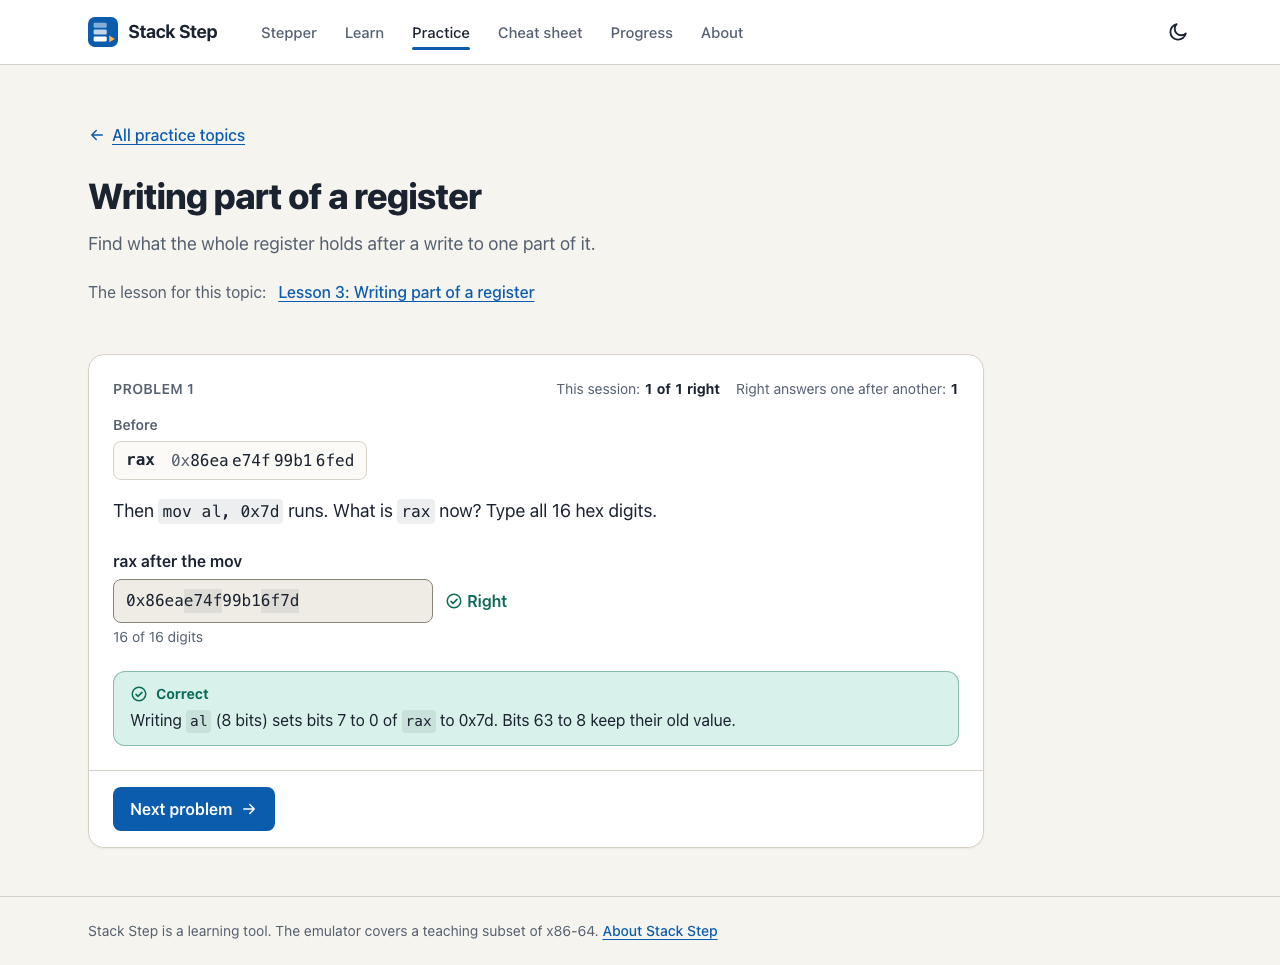 Stack Step
Stepper
Learn
Practice
Cheat sheet
Progress
About
← All practice topics
Writing part of a register
Find what the whole register holds after a write to one part of it.
The lesson for this topic: Lesson 3: Writing part of a register
PROBLEM 1
This session: 1 of 1 right
Right answers one after another: 1
Before
rax 0x86ea e74f 99b1 6fed
Then mov al, 0x7d runs. What is rax now? Type all 16 hex digits.
rax after the mov
0x86eae74f99b16f7d
Right
16 of 16 digits
Correct
Writing al (8 bits) sets bits 7 to 0 of rax to 0x7d. Bits 63 to 8 keep their old value.
Next problem →
Stack Step is a learning tool. The emulator covers a teaching subset of x86-64. About Stack Step